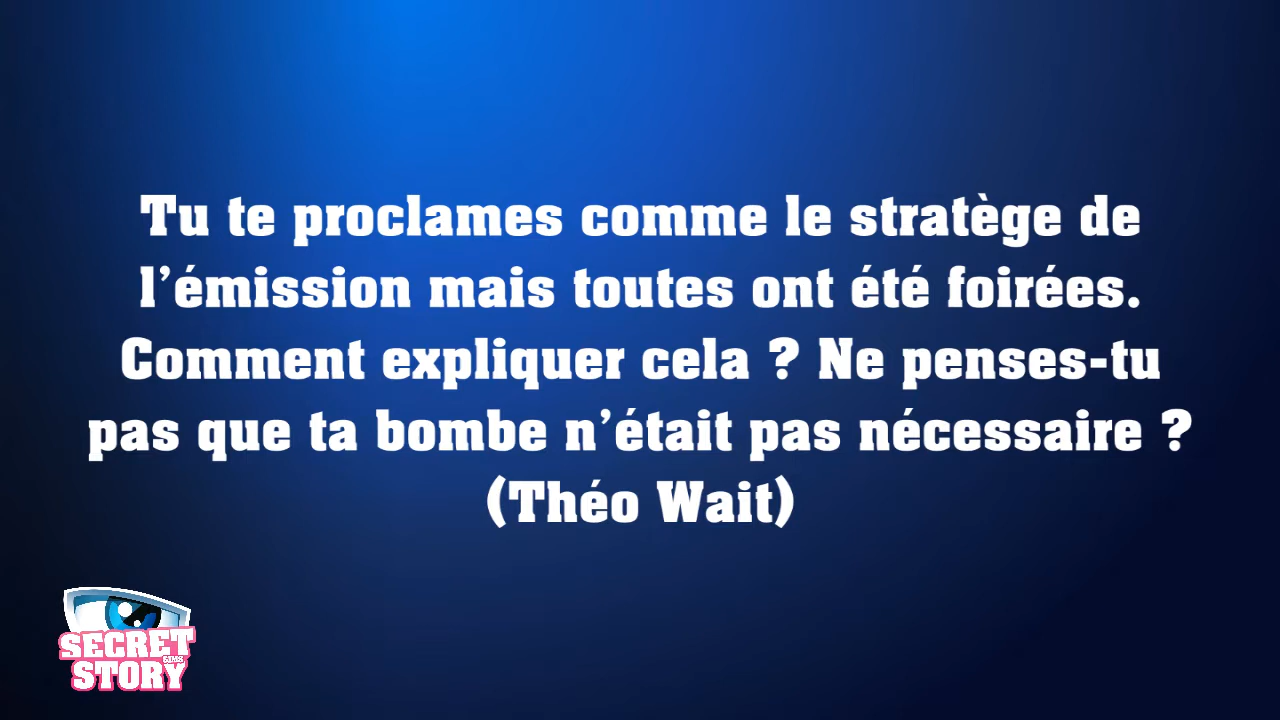 Tu te proclames comme le stratège de
l'émission mais toutes ont été foirées.
Comment expliquer cela ? Ne penses-tu
pas que ta bombe n'était pas nécessaire ?
(Théo Wait)
SECRET
SIMS
STORY